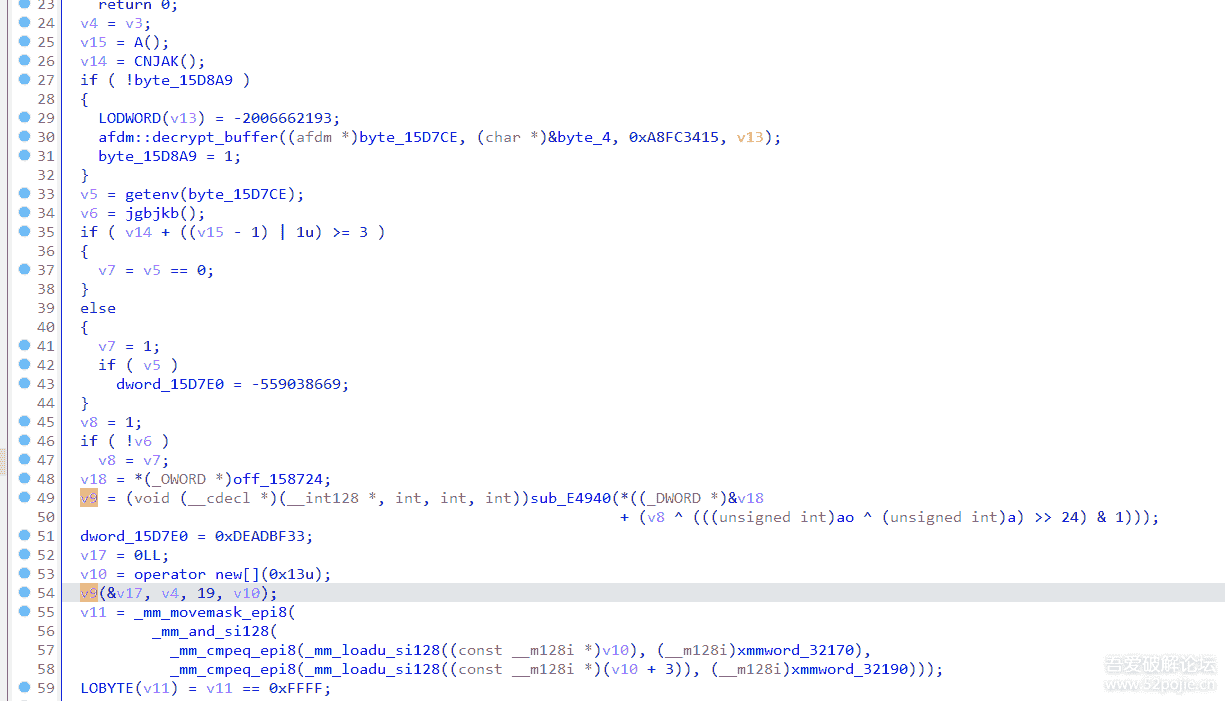 23 return 0;
24 v4 = v3;
25 v15 = A();
26 v14 = CNJAK();
27 if ( !byte_15D8A9 )
28 {
29 LODWORD(v13) = -2006662193;
30 afdm::decrypt_buffer((afdm *)byte_15D7CE, (char *)&byte_4, 0xA8FC3415, v13);
31 byte_15D8A9 = 1;
32 }
33 v5 = getenv(byte_15D7CE);
34 v6 = jgbjkb();
35 if ( v14 + ((v15 - 1) | 1u) >= 3 )
36 {
37 v7 = v5 == 0;
38 }
39 else
40 {
41 v7 = 1;
42 if ( v5 )
43 dword_15D7E0 = -559038669;
44 }
45 v8 = 1;
46 if ( !v6 )
47 v8 = v7;
48 v18 = *(_OWORD *)off_158724;
49 v9 = (void (__cdecl *)(__int128 *, int, int, int))sub_E4940(*((_DWORD *)&v18
50 + (v8 ^ (((unsigned int)ao ^ (unsigned int)a) >> 24) & 1)));
51 dword_15D7E0 = 0xDEADBF33;
52 v17 = 0LL;
53 v10 = operator new[](0x13u);
54 v9(&v17, v4, 19, v10);
55 v11 = _mm_movemask_epi8(
56 _mm_and_si128(
57 _mm_cmpeq_epi8(_mm_loadu_si128((const __m128i *)v10), (__m128i)xmmword_32170),
58 _mm_cmpeq_epi8(_mm_loadu_si128((const __m128i *)(v10 + 3)), (__m128i)xmmword_32190)));
59 LOBYTE(v11) = v11 == 0xFFFF;
吾爱破解论坛
www.52pojie.cn